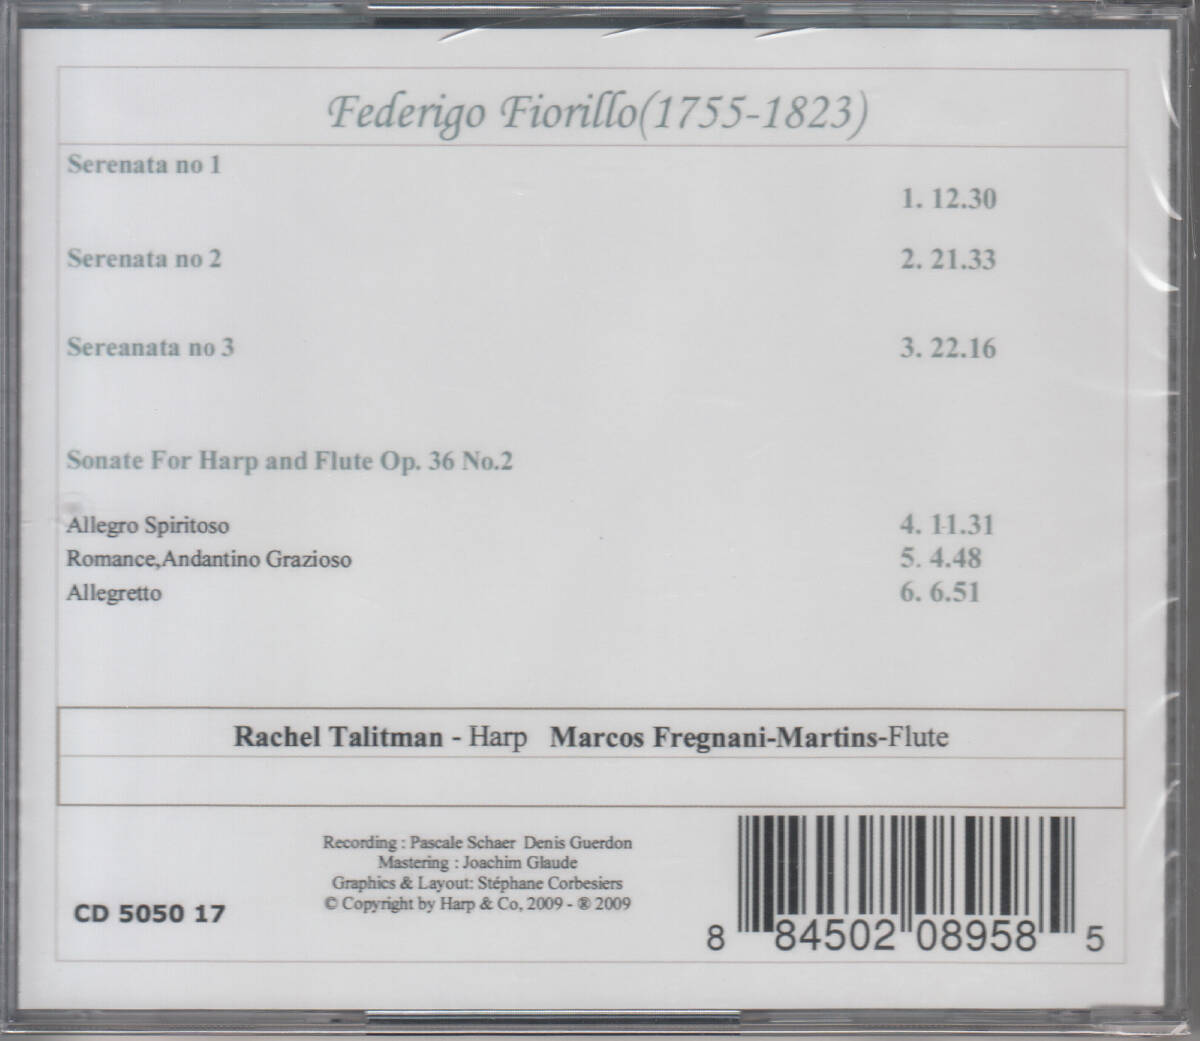 Federigo Fiorillo(1755-1823)
Serenata no 1
1. 12.30
Serenata no 2 2. 21.33
Sereanata no 3 3. 22.16
Sonate For Harp and Flute Op. 36 No.2
Allegro Spiritoso 4. 11.31
Romance,Andantino Grazioso 5. 4.48
Allegretto 6. 6.51
Rachel Talitman - Harp Marcos Fregnani-Martins-Flute
Recording : Pascale Schaer Denis Guerdon
Mastering : Joachim Glaude
Graphics & Layout: Stéphane Corbesiers
© Copyright by Harp & Co, 2009 - ® 2009
CD 5050 17
8 84502 08958 5